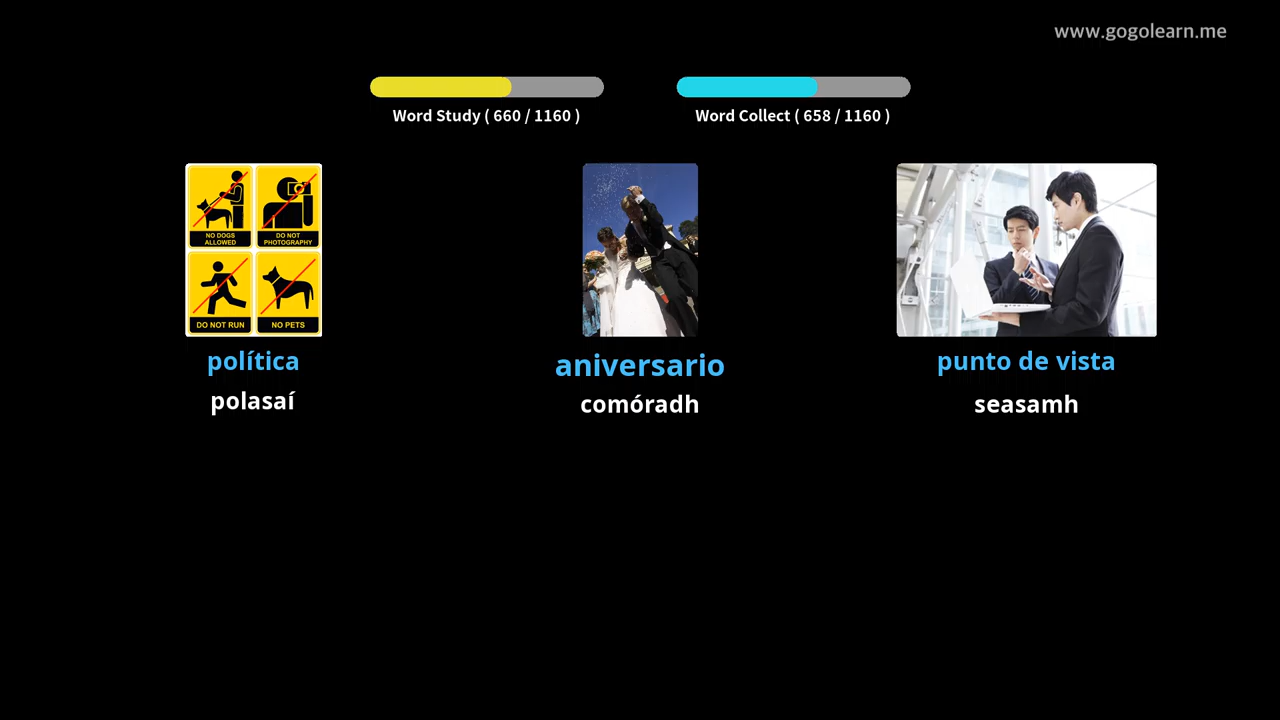 www.gogolearn.me
Word Study ( 660 / 1160 )
Word Collect ( 658 / 1160 )
NO DOGS
ALLOWED
DO NOT
PHOTOGRAPHY
DO NOT RUN
NO PETS
política
aniversario
punto de vista
polasaí
comóradh
seasamh